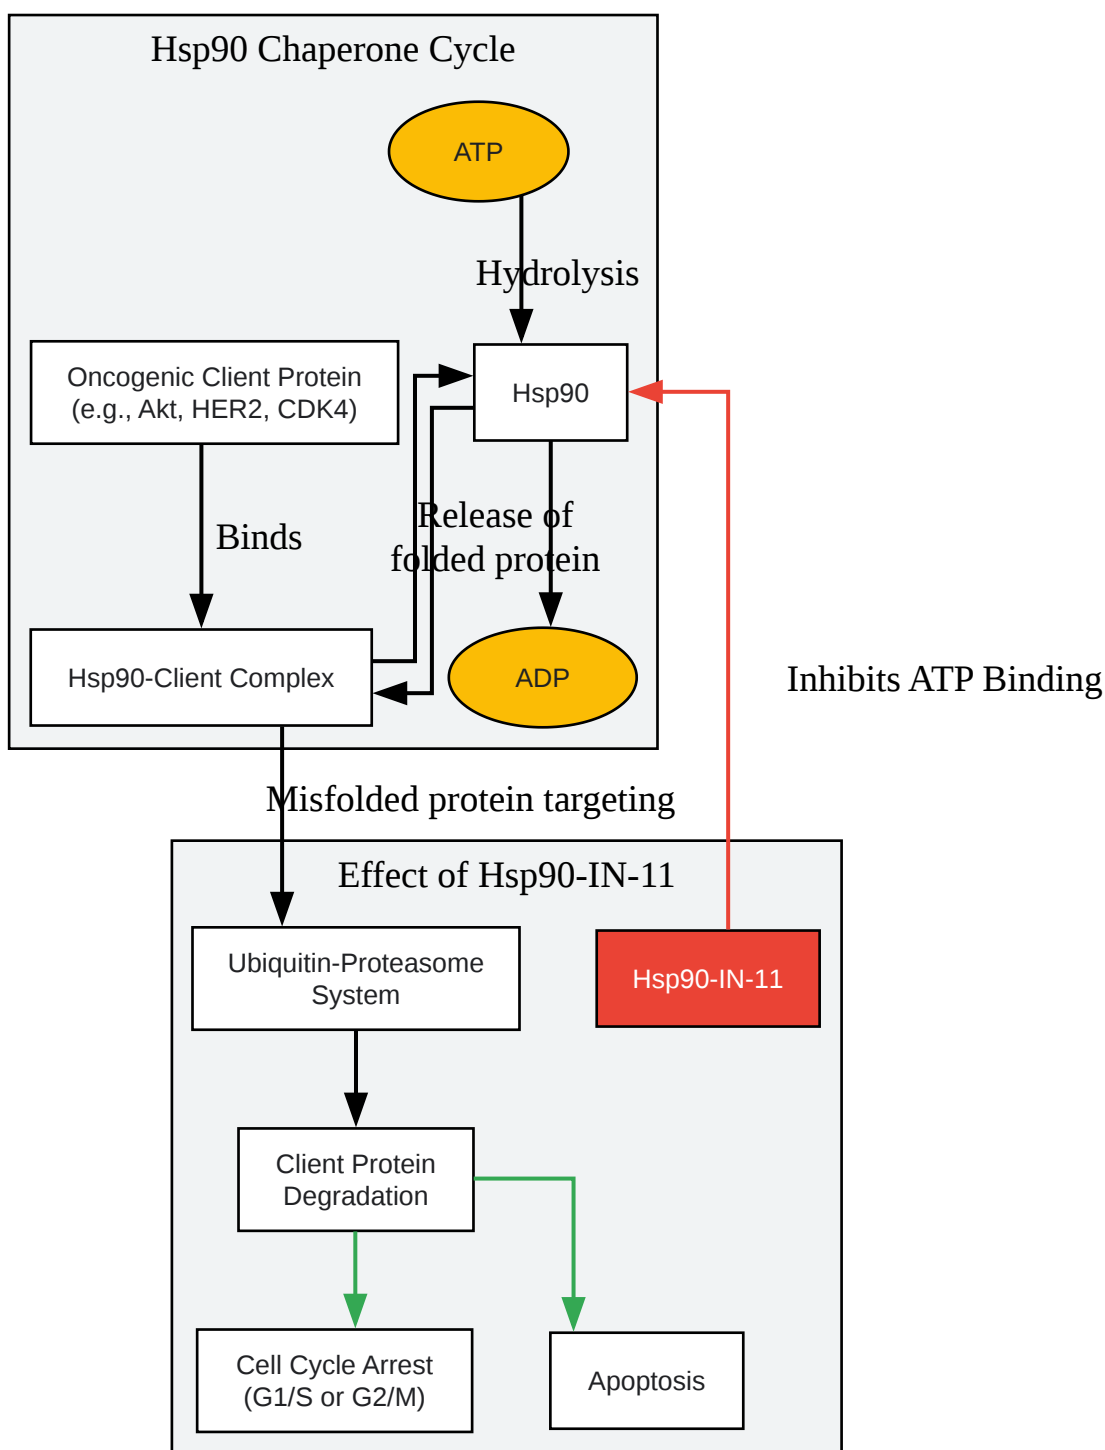 Hsp90 Chaperone Cycle
ATP
Hydrolysis
Oncogenic Client Protein
(e.g., Akt, HER2, CDK4)
Hsp90
Binds
Release of
folded protein
Hsp90-Client Complex
ADP
Inhibits ATP Binding
Misfolded protein targeting
Effect of Hsp90-IN-11
Ubiquitin-Proteasome
System
Hsp90-IN-11
Client Protein
Degradation
Cell Cycle Arrest
(G1/S or G2/M)
Apoptosis